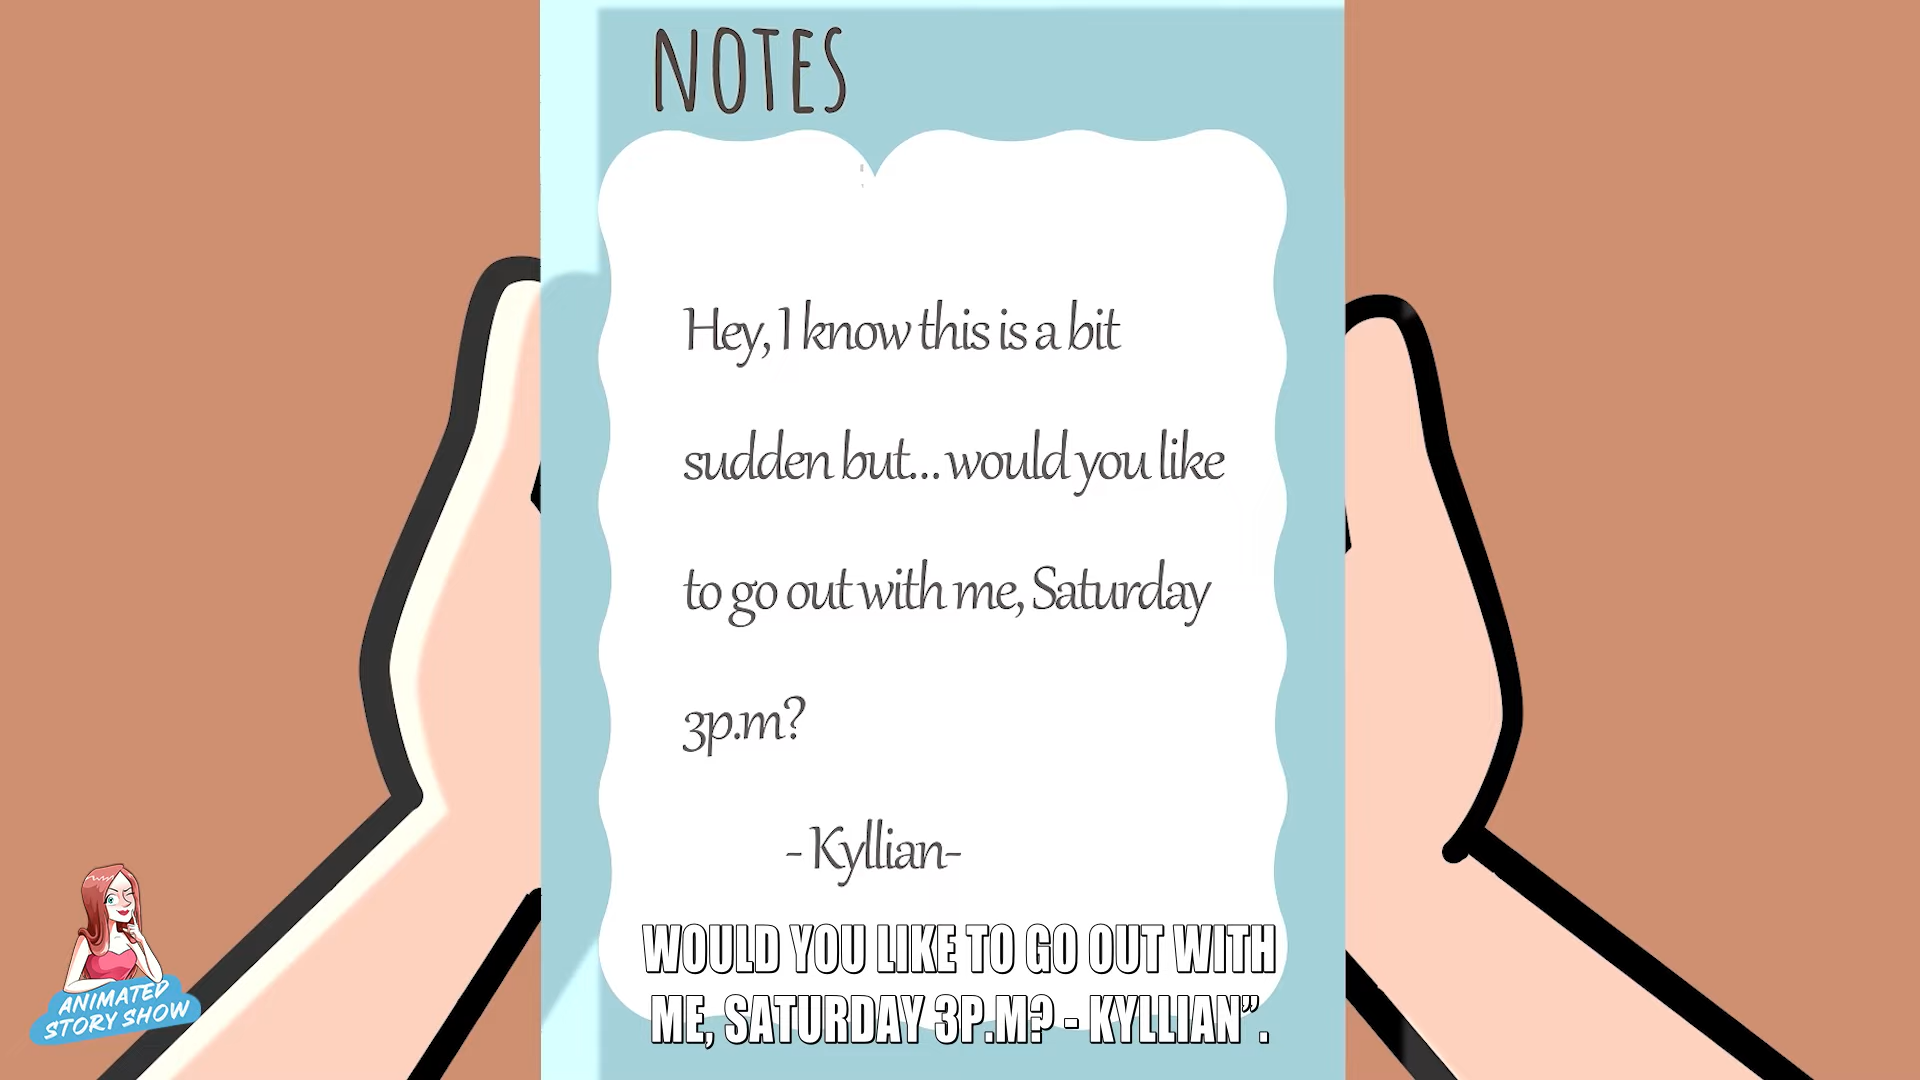 NOTES
Hey, I know this is a bit
sudden but... would you like
to go out with me, Saturday
3p.m?
- Kyllian-
WOULD YOU LIKE TO GO OUT WITH
ME, SATURDAY 3P.M? - KYLLIAN”.
ANIMATED
STORY SHOW